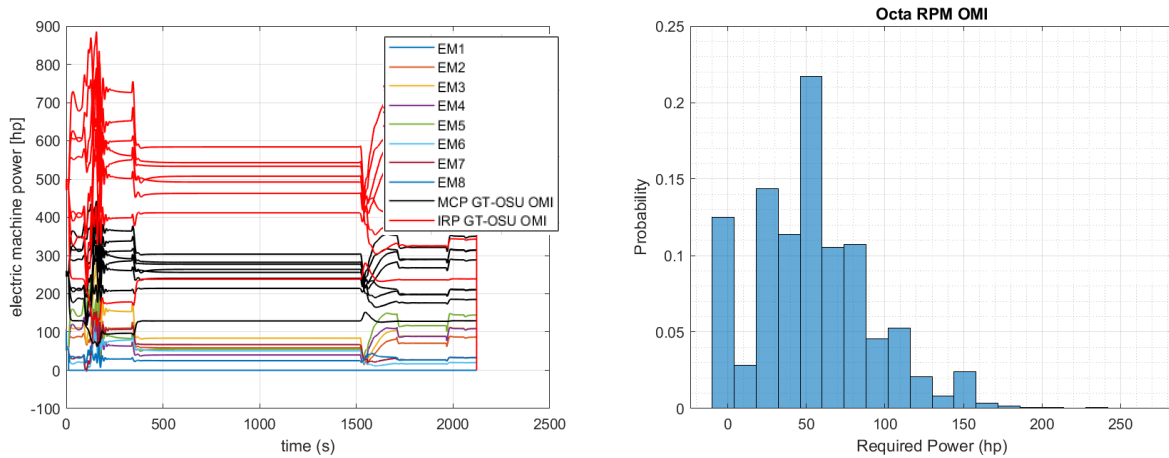 900
800
700
600
500
400
300
200
100
0
-100
electric machine power [hp]
0
500
1000
1500
2000
2500
time (s)
EM1
EM2
EM3
EM4
EM5
EM6
EM7
EM8
MCP GT-OSU OMI
IRP GT-OSU OMI
Octa RPM OMI
0.25
0.2
0.15
0.1
0.05
0
Probability
0
50
100
150
200
250
Required Power (hp)